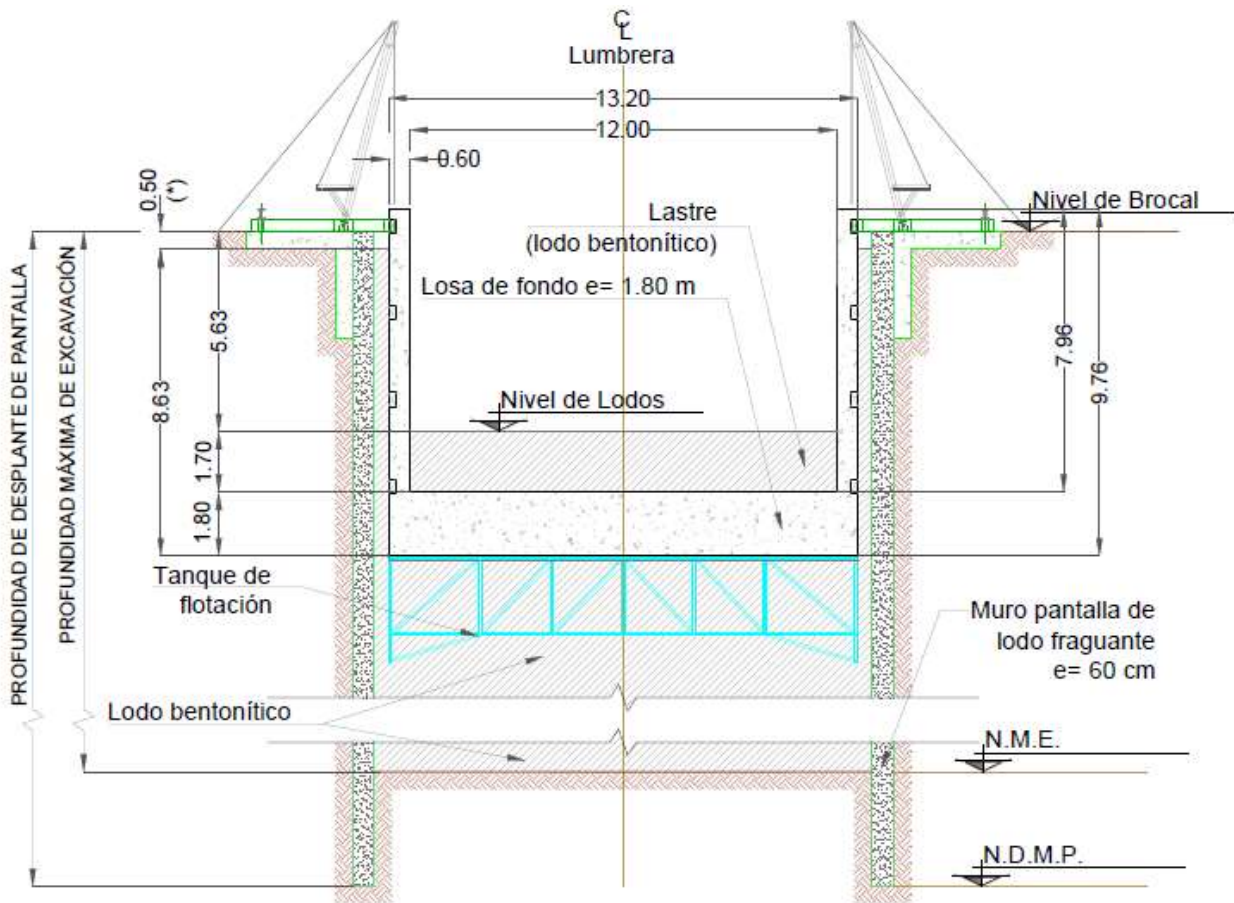 ℄
Lumbrera
13.20
12.00
0.60
0.50
(*)
Nivel de Brocal
Lastre
(lodo bentonítico)
Losa de fondo e= 1.80 m
PROFUNDIDAD DE DESPLANTE DE PANTALLA
PROFUNDIDAD MÁXIMA DE EXCAVACIÓN
8.63
5.63
7.96
9.76
Nivel de Lodos
1.70
1.80
Tanque de
flotación
Muro pantalla de
lodo fraguante
e= 60 cm
Lodo bentonítico
N.M.E.
N.D.M.P.